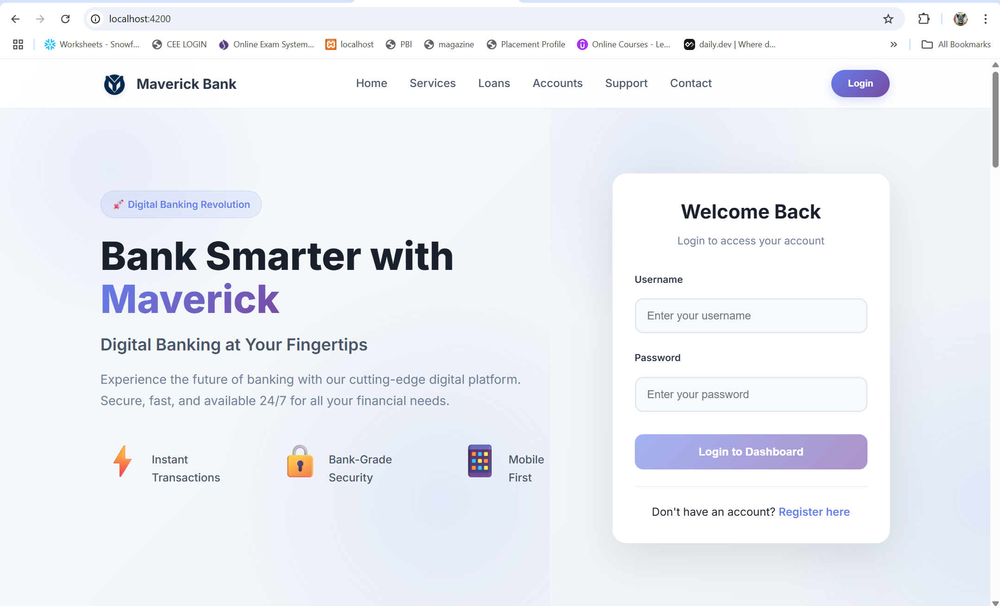 localhost:4200
Worksheets - Snowf...
CEE LOGIN
Online Exam System...
localhost
PBl
magazine
Placement Profile
Online Courses - Le...
daily.dev | Where d...
All Bookmarks
Maverick Bank
Home
Services
Loans
Accounts
Support
Contact
Login
🚀 Digital Banking Revolution
Bank Smarter with
Maverick
Digital Banking at Your Fingertips
Experience the future of banking with our cutting-edge digital platform.
Secure, fast, and available 24/7 for all your financial needs.
Instant
Transactions
Bank-Grade
Security
Mobile
First
Welcome Back
Login to access your account
Username
Enter your username
Password
Enter your password
Login to Dashboard
Don't have an account? Register here